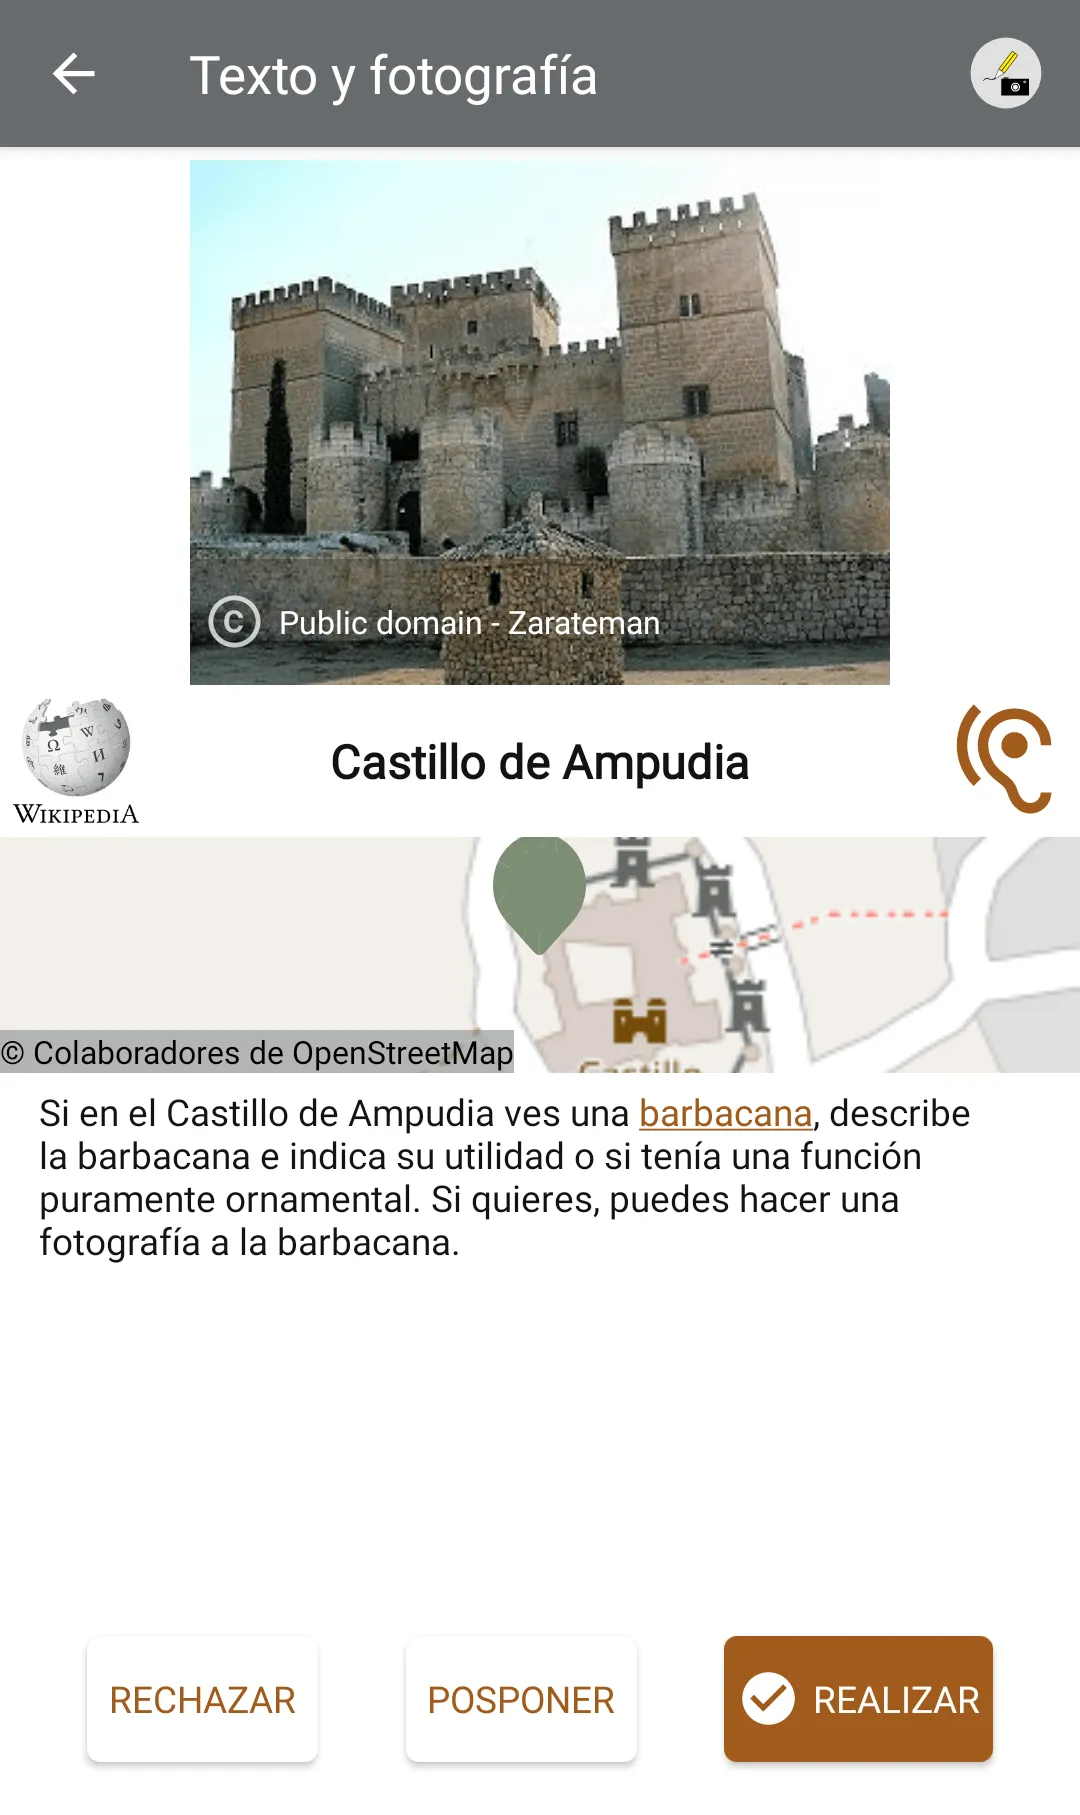 Texto y fotografía
© Public domain - Zarateman
WIKIPEDIA
Castillo de Ampudia
Castillo
© Colaboradores de OpenStreetMap
Si en el Castillo de Ampudia ves una barbacana, describe
la barbacana e indica su utilidad o si tenía una función
puramente ornamental. Si quieres, puedes hacer una
fotografía a la barbacana.
RECHAZAR
POSPONER
REALIZAR